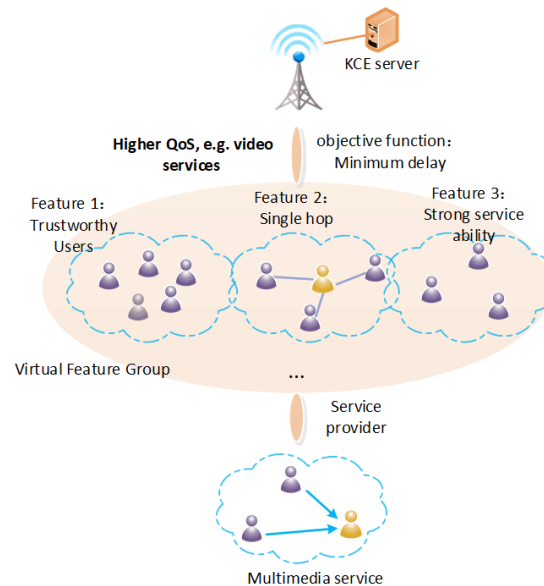 KCE server
Higher QoS, e.g. video
services
objective function：
Minimum delay
Feature 1：
Trustworthy
Users
Feature 2：
Single hop
Feature 3：
Strong service
ability
Virtual Feature Group
...
Service
provider
Multimedia service